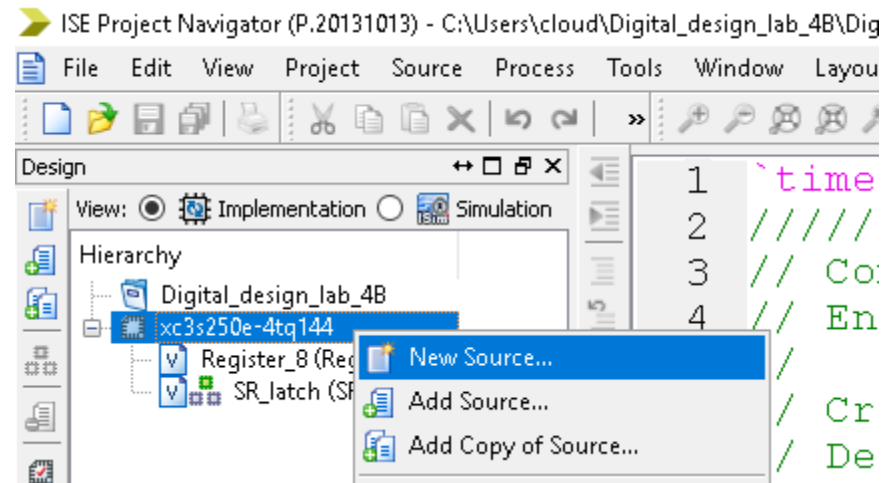 ISE Project Navigator (P.20131013) - C:\Users\cloud\Digital_design_lab_4B\Dig
File Edit View Project Source Process Tools Window Layou
»
Design
View: Implementation Simulation
Hierarchy
Digital_design_lab_4B
xc3s250e-4tq144
Register_8 (Reg
SR_latch (SR
New Source...
Add Source...
Add Copy of Source...
1 `time
2 /////
3 // Co
4 // En
/
/ Cr
/ De